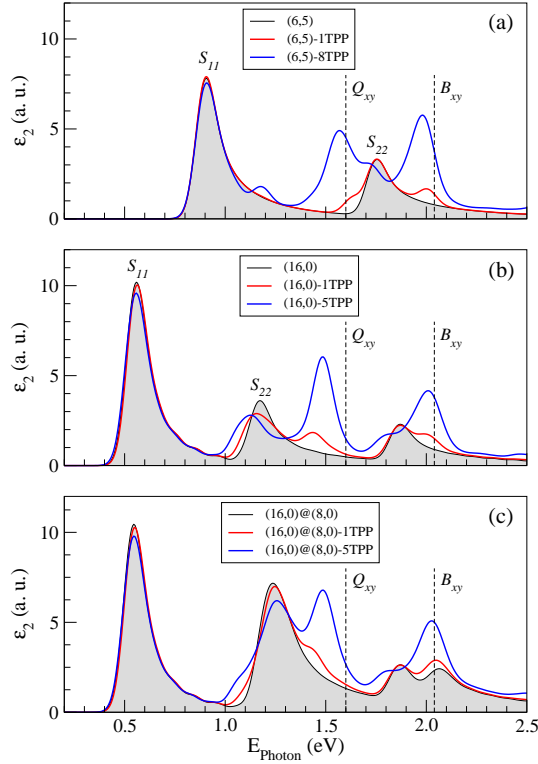 (a)
(6,5)
(6,5)-1TPP
(6,5)-8TPP
S11
Qxy
Bxy
S22
ε2 (a. u.)
10
5
0
(b)
(16,0)
(16,0)-1TPP
(16,0)-5TPP
S11
Qxy
Bxy
S22
ε2 (a. u.)
10
5
0
(c)
(16,0)@(8,0)
(16,0)@(8,0)-1TPP
(16,0)@(8,0)-5TPP
Qxy
Bxy
ε2 (a. u.)
10
5
0
0.5 1.0 1.5 2.0 2.5
EPhoton (eV)